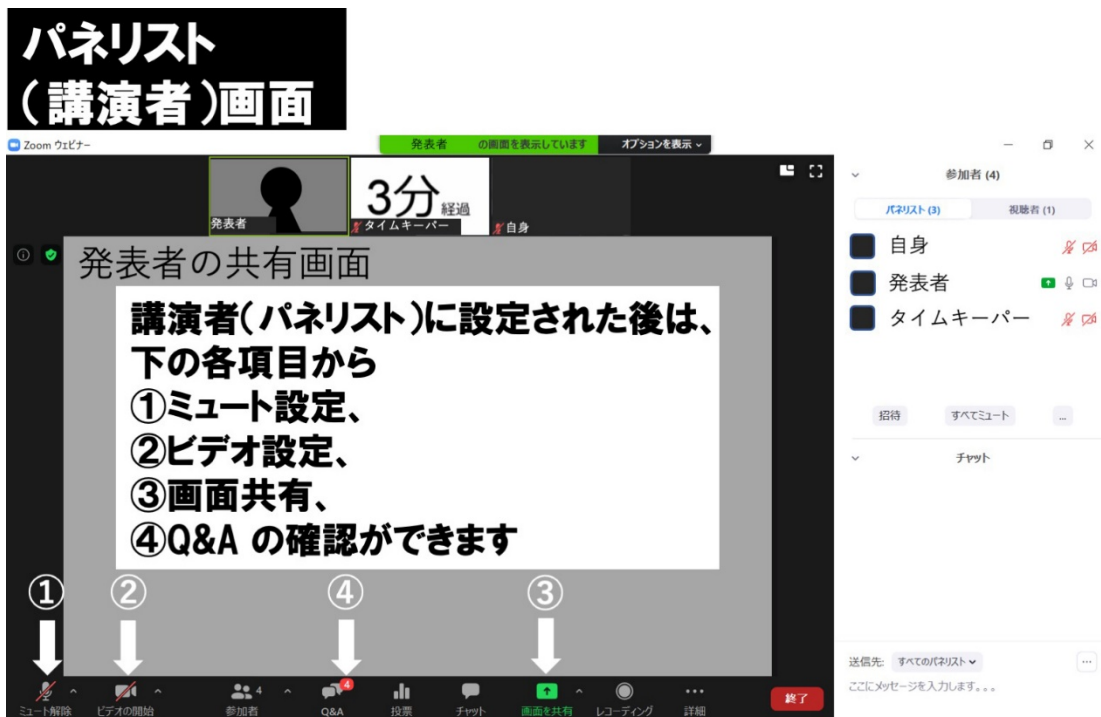 パネリスト
(講演者)画面
Zoom ウェビナー
発表者 の画面を表示しています オプションを表示
発表者
3分経過
タイムキーパー
自身
発表者の共有画面
講演者(パネリスト)に設定された後は、
下の各項目から
①ミュート設定、
②ビデオ設定、
③画面共有、
④Q&A の確認ができます
① ② ④ ③
ミュート解除 ビデオの開始 4 参加者 4 Q&A 投票 チャット 画面を共有 レコーディング 詳細 終了
参加者 (4)
パネリスト (3) 視聴者 (1)
自身
発表者
タイムキーパー
招待 すべてミュート ...
チャット
送信先: すべてのパネリスト ...
ここにメッセージを入力します。。。